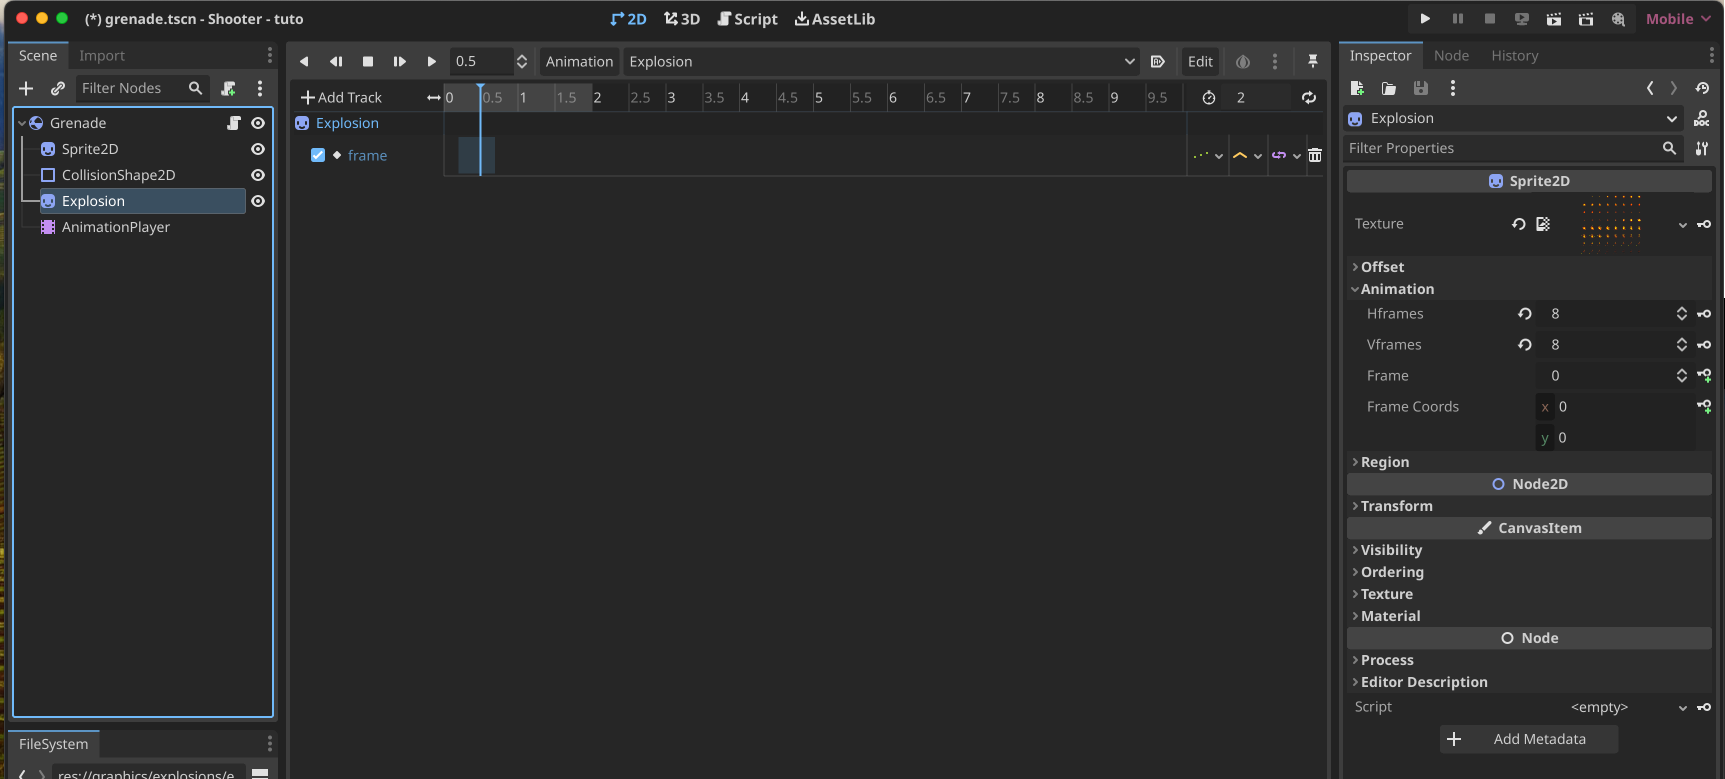 (*) grenade.tscn - Shooter - tuto
2D 3D Script AssetLib
Mobile
Scene Import
Filter Nodes
Grenade
Sprite2D
CollisionShape2D
Explosion
AnimationPlayer
FileSystem
res://graphics/explosions/e
0.5 Animation Explosion Edit
Add Track 0 0.5 1 1.5 2 2.5 3 3.5 4 4.5 5 5.5 6 6.5 7 7.5 8 8.5 9 9.5 2
Explosion
frame
Inspector Node History
Explosion
Filter Properties
Sprite2D
Texture
Offset
Animation
Hframes 8
Vframes 8
Frame 0
Frame Coords x 0
y 0
Region
Node2D
Transform
CanvasItem
Visibility
Ordering
Texture
Material
Node
Process
Editor Description
Script <empty>
Add Metadata